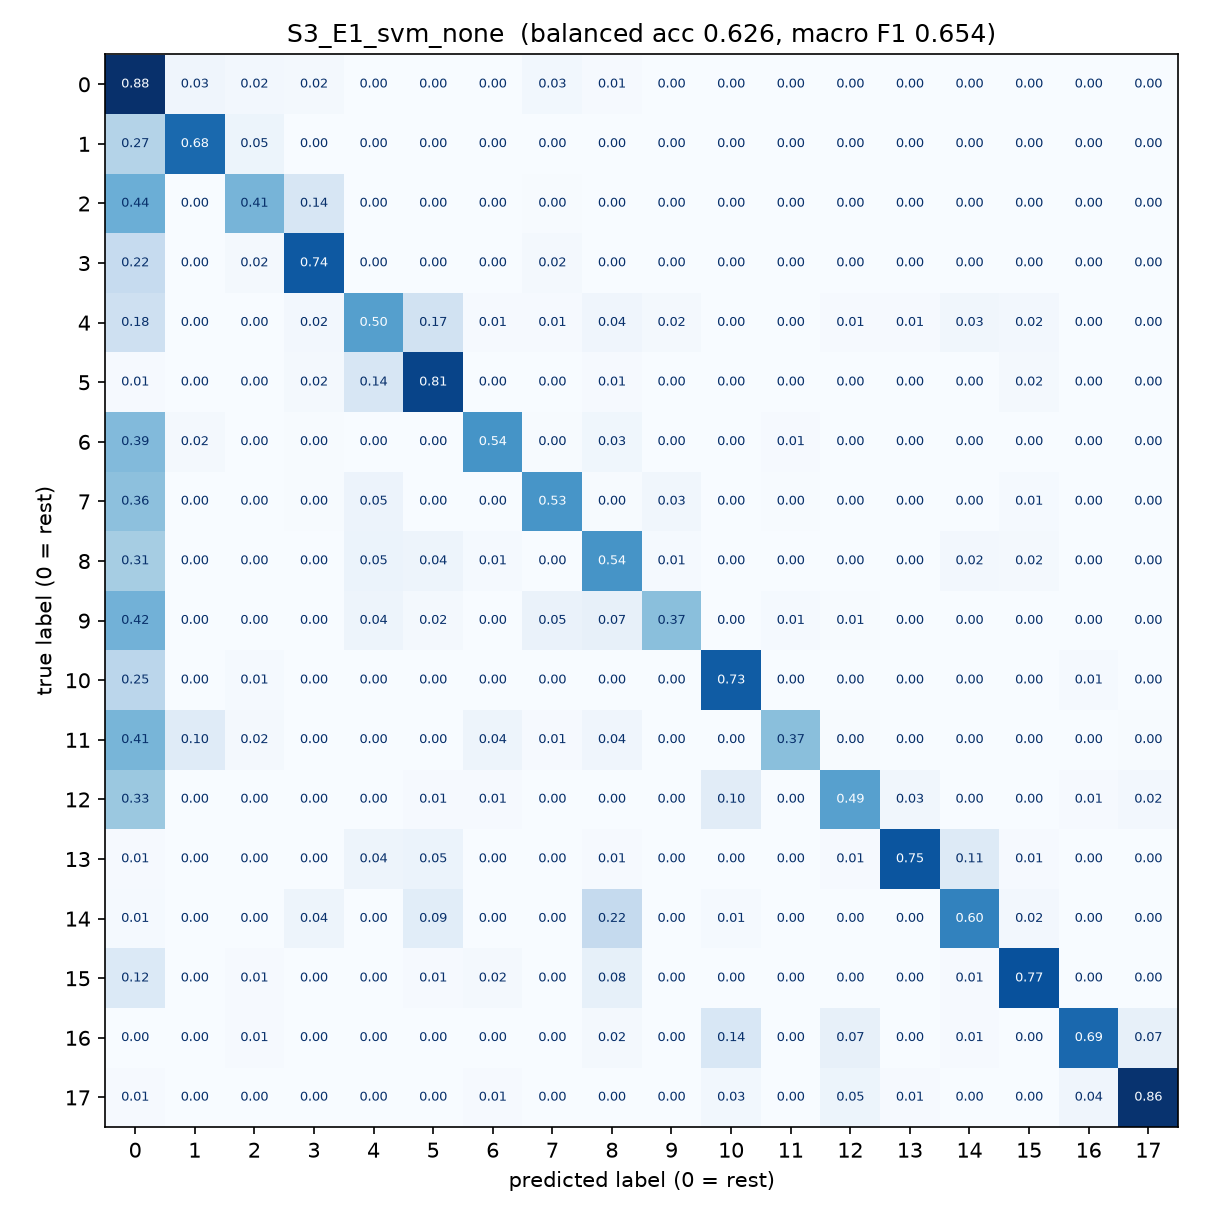 S3_E1_svm_none  (balanced acc 0.626, macro F1 0.654)
0 0.88 0.03 0.02 0.02 0.00 0.00 0.00 0.03 0.01 0.00 0.00 0.00 0.00 0.00 0.00 0.00 0.00 0.00
1 0.27 0.68 0.05 0.00 0.00 0.00 0.00 0.00 0.00 0.00 0.00 0.00 0.00 0.00 0.00 0.00 0.00 0.00
2 0.44 0.00 0.41 0.14 0.00 0.00 0.00 0.00 0.00 0.00 0.00 0.00 0.00 0.00 0.00 0.00 0.00 0.00
3 0.22 0.00 0.02 0.74 0.00 0.00 0.00 0.02 0.00 0.00 0.00 0.00 0.00 0.00 0.00 0.00 0.00 0.00
4 0.18 0.00 0.00 0.02 0.50 0.17 0.01 0.01 0.04 0.02 0.00 0.00 0.01 0.01 0.03 0.02 0.00 0.00
5 0.01 0.00 0.00 0.02 0.14 0.81 0.00 0.00 0.01 0.00 0.00 0.00 0.00 0.00 0.00 0.02 0.00 0.00
6 0.39 0.02 0.00 0.00 0.00 0.00 0.54 0.00 0.03 0.00 0.00 0.01 0.00 0.00 0.00 0.00 0.00 0.00
7 0.36 0.00 0.00 0.00 0.05 0.00 0.00 0.53 0.00 0.03 0.00 0.00 0.00 0.00 0.00 0.01 0.00 0.00
8 0.31 0.00 0.00 0.00 0.05 0.04 0.01 0.00 0.54 0.01 0.00 0.00 0.00 0.00 0.02 0.02 0.00 0.00
9 0.42 0.00 0.00 0.00 0.04 0.02 0.00 0.05 0.07 0.37 0.00 0.01 0.01 0.00 0.00 0.00 0.00 0.00
10 0.25 0.00 0.01 0.00 0.00 0.00 0.00 0.00 0.00 0.00 0.73 0.00 0.00 0.00 0.00 0.00 0.01 0.00
11 0.41 0.10 0.02 0.00 0.00 0.00 0.04 0.01 0.04 0.00 0.00 0.37 0.00 0.00 0.00 0.00 0.00 0.00
12 0.33 0.00 0.00 0.00 0.00 0.01 0.01 0.00 0.00 0.00 0.10 0.00 0.49 0.03 0.00 0.00 0.01 0.02
13 0.01 0.00 0.00 0.00 0.04 0.05 0.00 0.00 0.01 0.00 0.00 0.00 0.01 0.75 0.11 0.01 0.00 0.00
14 0.01 0.00 0.00 0.04 0.00 0.09 0.00 0.00 0.22 0.00 0.01 0.00 0.00 0.00 0.60 0.02 0.00 0.00
15 0.12 0.00 0.01 0.00 0.00 0.01 0.02 0.00 0.08 0.00 0.00 0.00 0.00 0.00 0.01 0.77 0.00 0.00
16 0.00 0.00 0.01 0.00 0.00 0.00 0.00 0.00 0.02 0.00 0.14 0.00 0.07 0.00 0.01 0.00 0.69 0.07
17 0.01 0.00 0.00 0.00 0.00 0.00 0.01 0.00 0.00 0.00 0.03 0.00 0.05 0.01 0.00 0.00 0.04 0.86
0 1 2 3 4 5 6 7 8 9 10 11 12 13 14 15 16 17
predicted label (0 = rest)
true label (0 = rest)